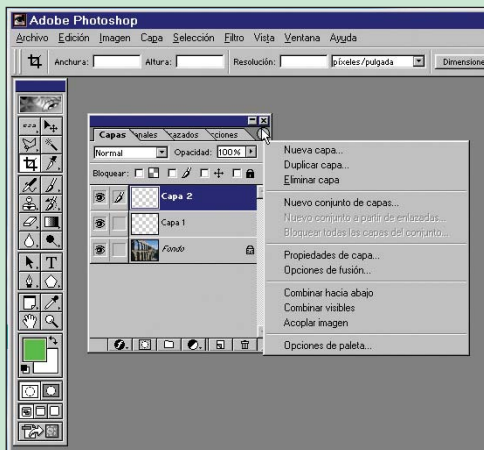 Adobe Photoshop
Archivo Edición Imagen Capa Selección Filtro Vista Ventana Ayuda
Anchura: Altura: Resolución: píxeles/pulgada Dimensione
Capas anales azados ciones
Normal Opacidad: 100%
Bloquear:
Capa 2
Capa 1
Fondo
Nueva capa...
Duplicar capa...
Eliminar capa
Nuevo conjunto de capas...
Nuevo conjunto a partir de enlazadas...
Bloquear todas las capas del conjunto...
Propiedades de capa...
Opciones de fusión...
Combinar hacia abajo
Combinar visibles
Acoplar imagen
Opciones de paleta...
T